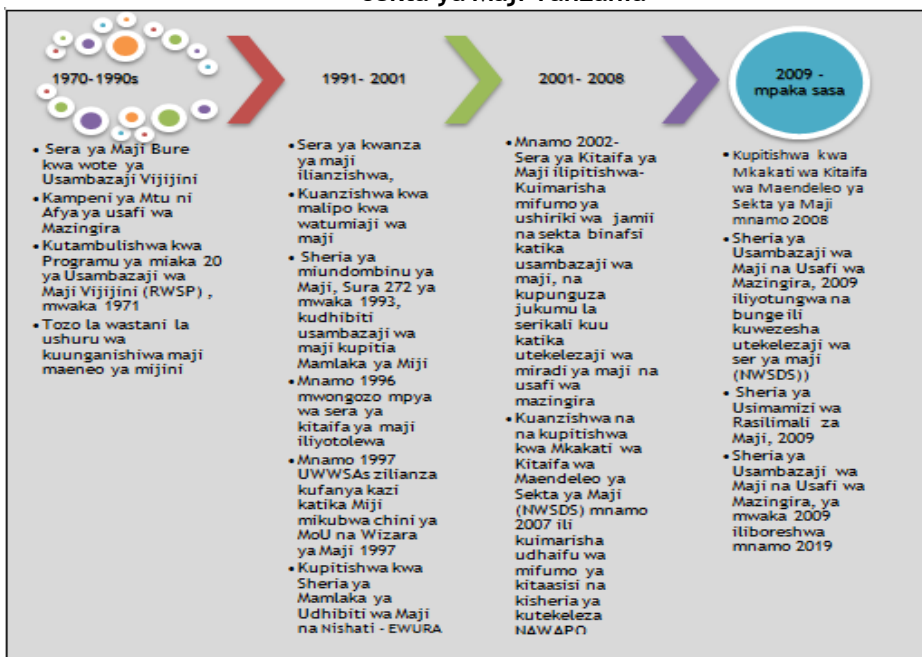 sekta ya Maji Tanzania
1970-1990s
• Sera ya Maji Bure
kwa wote ya
Usambazaji Vijijini
• Kampeni ya Mtu ni
Afya ya usafi wa
Mazingira
• Kutambulishwa kwa
Programu ya miaka 20
ya Usambazaji wa
Maji Vijijini (RWSP) ,
mwaka 1971
• Tozo la wastani la
ushuru wa
kuunganishiwa maji
maeneo ya mijini
1991- 2001
• Sera ya kwanza
ya maji
ilianzishwa,
• Kuanzishwa kwa
malipo kwa
watumiaji wa
maji
• Sheria ya
miundombinu ya
Maji, Sura 272 ya
mwaka 1993,
kudhibiti
usambazaji wa
maji kupitia
Mamlaka ya Miji
• Mnamo 1996
mwongozo mpya
wa sera ya
kitaifa ya maji
iliyotolewa
• Mnamo 1997
UWWSAs zilianza
kufanya kazi
katika Miji
mikubwa chini ya
MoU na Wizara
ya Maji 1997
• Kupitishwa kwa
Sheria ya
Mamlaka ya
Udhibiti wa Maji
na Nishati - EWURA
2001- 2008
• Mnamo 2002-
Sera ya Kitaifa ya
Maji ilipitishwa-
Kuimarisha
mifumo ya
ushiriki wa jamii
na sekta binafsi
katika
usambazaji wa
maji, na
kupunguza
jukumu la
serikali kuu
katika
utekelezaji wa
miradi ya maji na
usafi wa
mazingira
• Kuanzishwa na
na kupitishwa
kwa Mkakati wa
Kitaifa wa
Maendeleo ya
Sekta ya Maji
(NWSDS) mnamo
2007 ili
kuimarisha
udhaifu wa
mifumo ya
kitaasisi na
kisheria ya
kutekeleza
NAWAPO
2009 -
mpaka sasa
• Kupitishwa kwa
Mkakati wa Kitaifa
wa Maendeleo ya
Sekta ya Maji
mnamo 2008
• Sheria ya
Usambazaji wa
Maji na Usafi wa
Mazingira, 2009
iliyotungwa na
bunge ili
kuwezesha
utekelezaji wa
ser ya maji
(NWSDS))
• Sheria ya
Usimamizi wa
Rasilimali za
Maji, 2009
• Sheria ya
Usambazaji wa
Maji na Usafi wa
Mazingira, ya
mwaka 2009
iliboreshwa
mnamo 2019